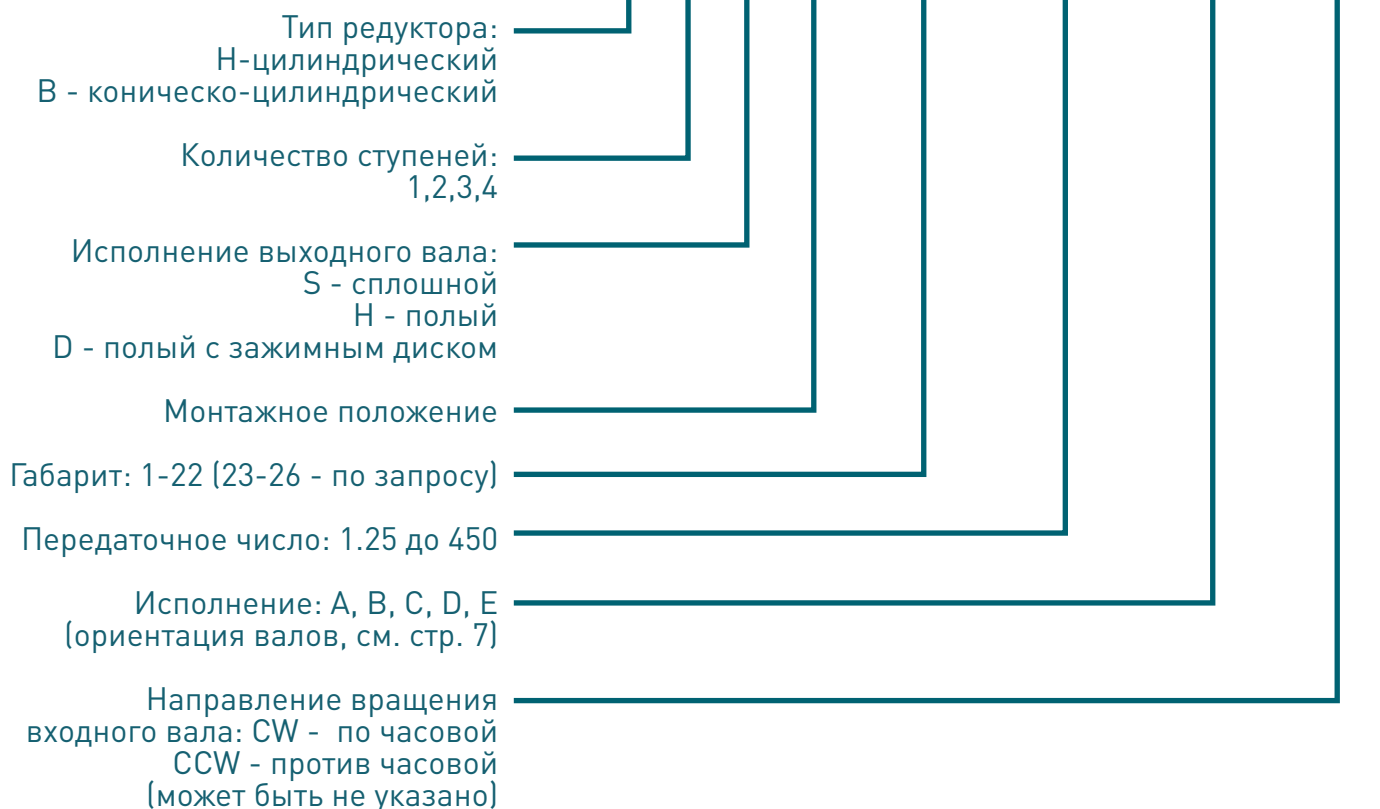 Тип редуктора:
Н-цилиндрический
В - коническо-цилиндрический
Количество ступеней:
1,2,3,4
Исполнение выходного вала:
S - сплошной
Н - полый
D - полый с зажимным диском
Монтажное положение
Габарит: 1-22 (23-26 - по запросу)
Передаточное число: 1.25 до 450
Исполнение: A, B, C, D, E
(ориентация валов, см. стр. 7)
Направление вращения
входного вала: CW - по часовой
CCW - против часовой
(может быть не указано)